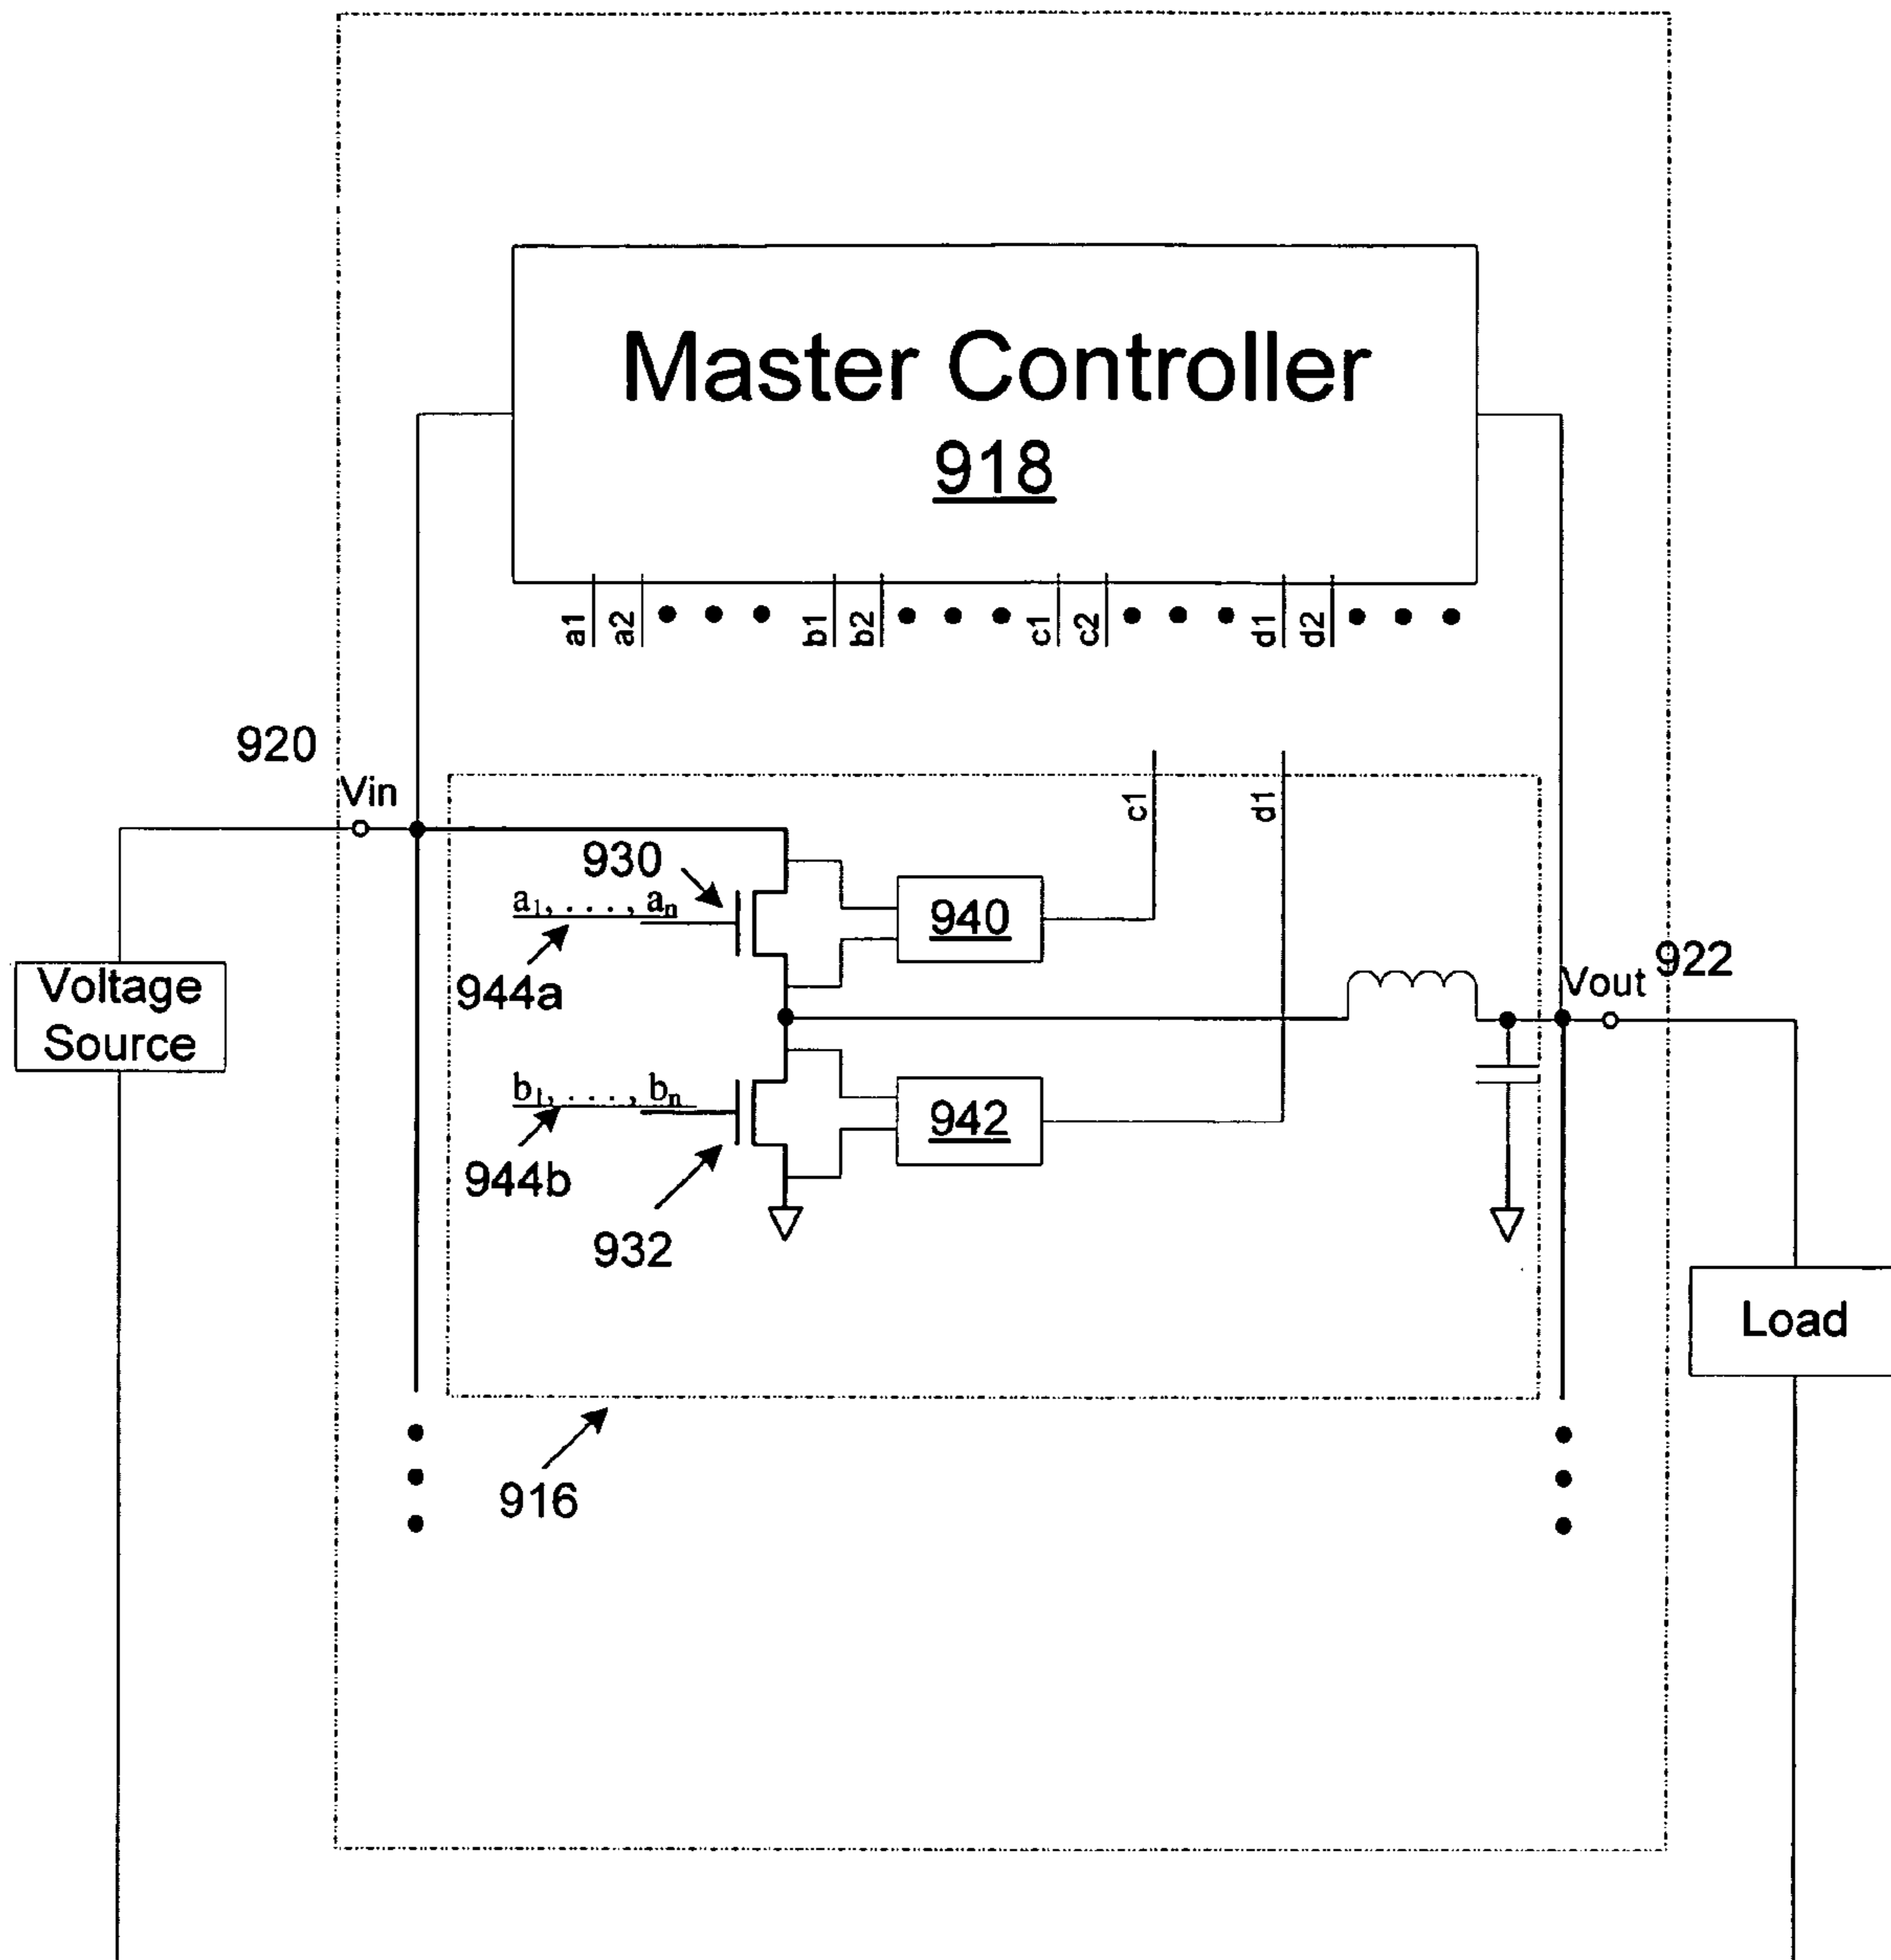 Master Controller
918
a1 a2 • • • b1 b2 • • • c1 c2 • • • d1 d2 • • •
920
Vin
c1
d1
930
a₁, . . . , aₙ
940
944a
Voltage
Source
922
Vout
b₁, . . . , bₙ
942
944b
932
Load
916